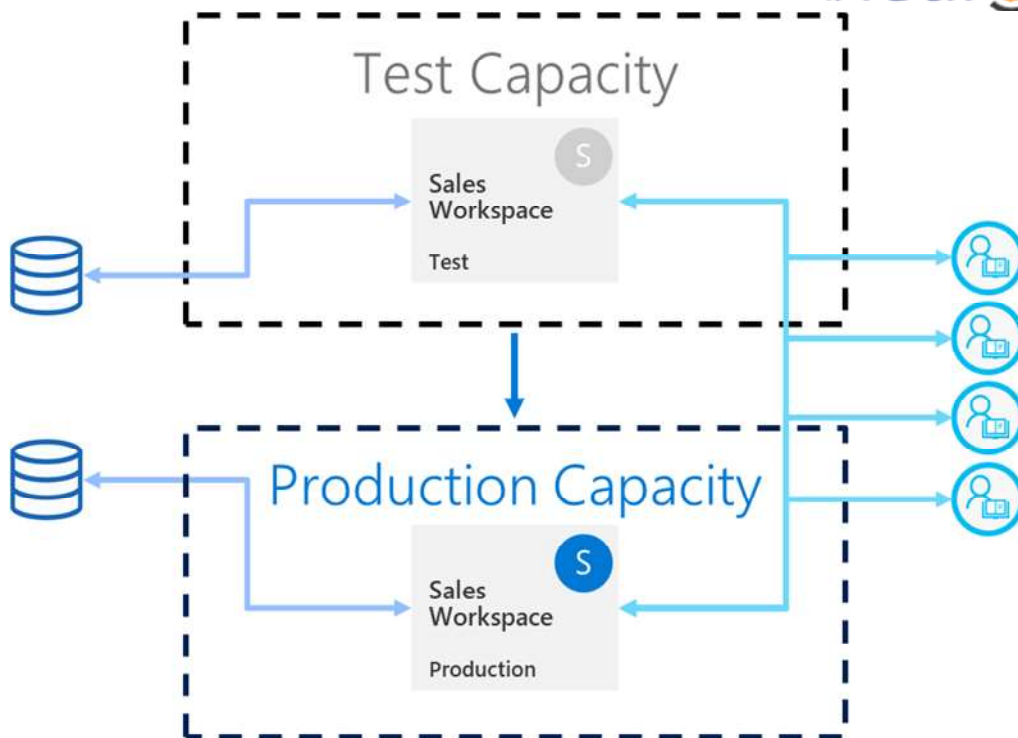 Test Capacity
S
Sales
Workspace
Test
Production Capacity
S
Sales
Workspace
Production